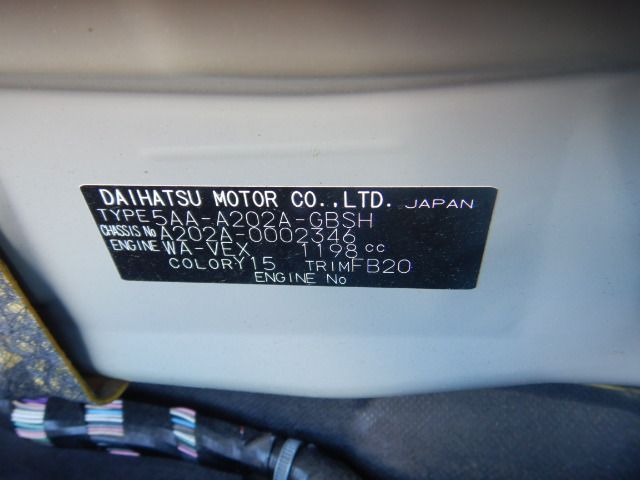 DAIHATSU MOTOR CO.,LTD. JAPAN
TYPE 5AA-A202A-GBSH
CHASSIS No A202A-0002346
ENGINE WA-VEX 1198 cc
COLOR Y15 TRIM FB20
ENGINE No